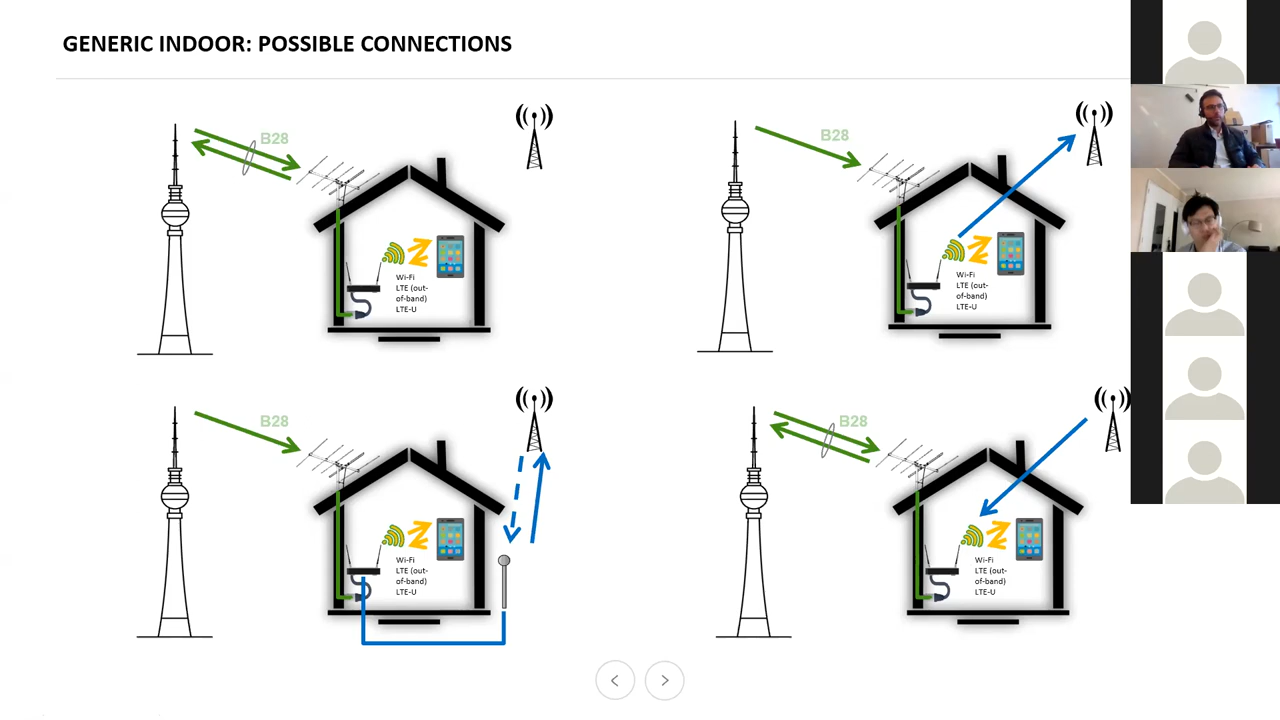 GENERIC INDOOR: POSSIBLE CONNECTIONS
B28
Wi-Fi
LTE (out-
of-band)
LTE-U
B28
Wi-Fi
LTE (out-
of-band)
LTE-U
B28
Wi-Fi
LTE (out-
of-band)
LTE-U
B28
Wi-Fi
LTE (out-
of-band)
LTE-U